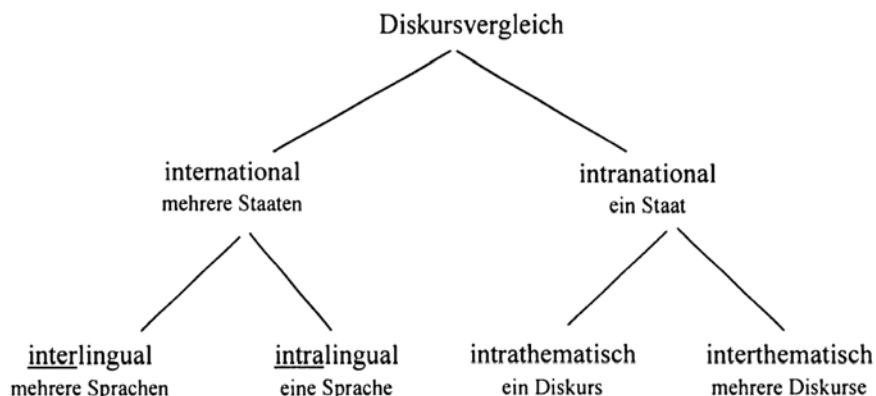 Diskursvergleich
international
mehrere Staaten
intranational
ein Staat
interlingual
mehrere Sprachen
intralingual
eine Sprache
intrathematisch
ein Diskurs
interthematisch
mehrere Diskurse